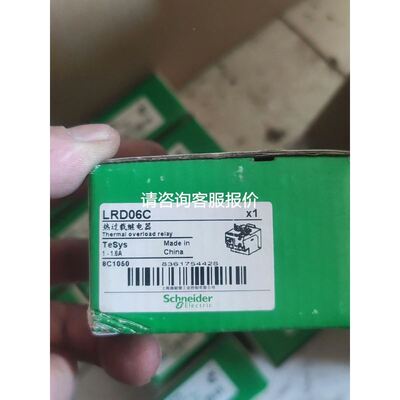 请咨询客服报价
LRD06C x1
热过载继电器
Thermal overload relay
TeSys Made in
1-1.6A China
8C1050 8361754428
Schneider
Electric